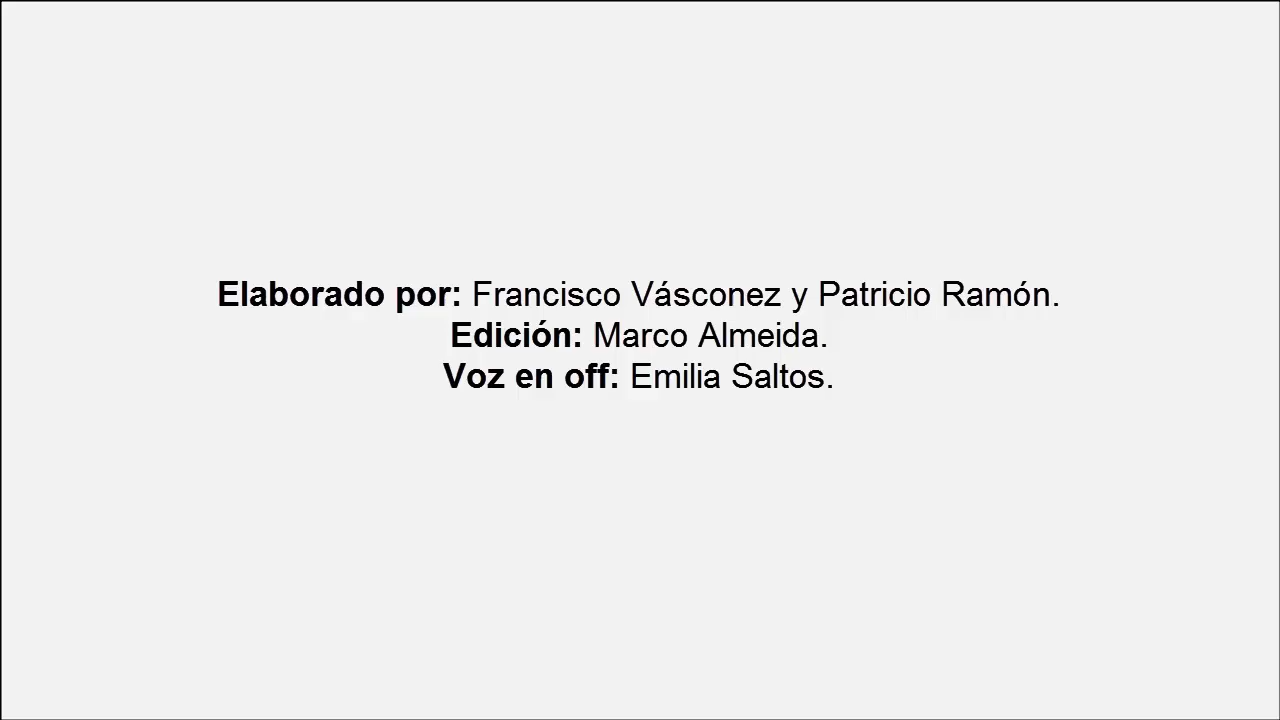 Elaborado por: Francisco Vásconez y Patricio Ramón.
Edición: Marco Almeida.
Voz en off: Emilia Saltos.